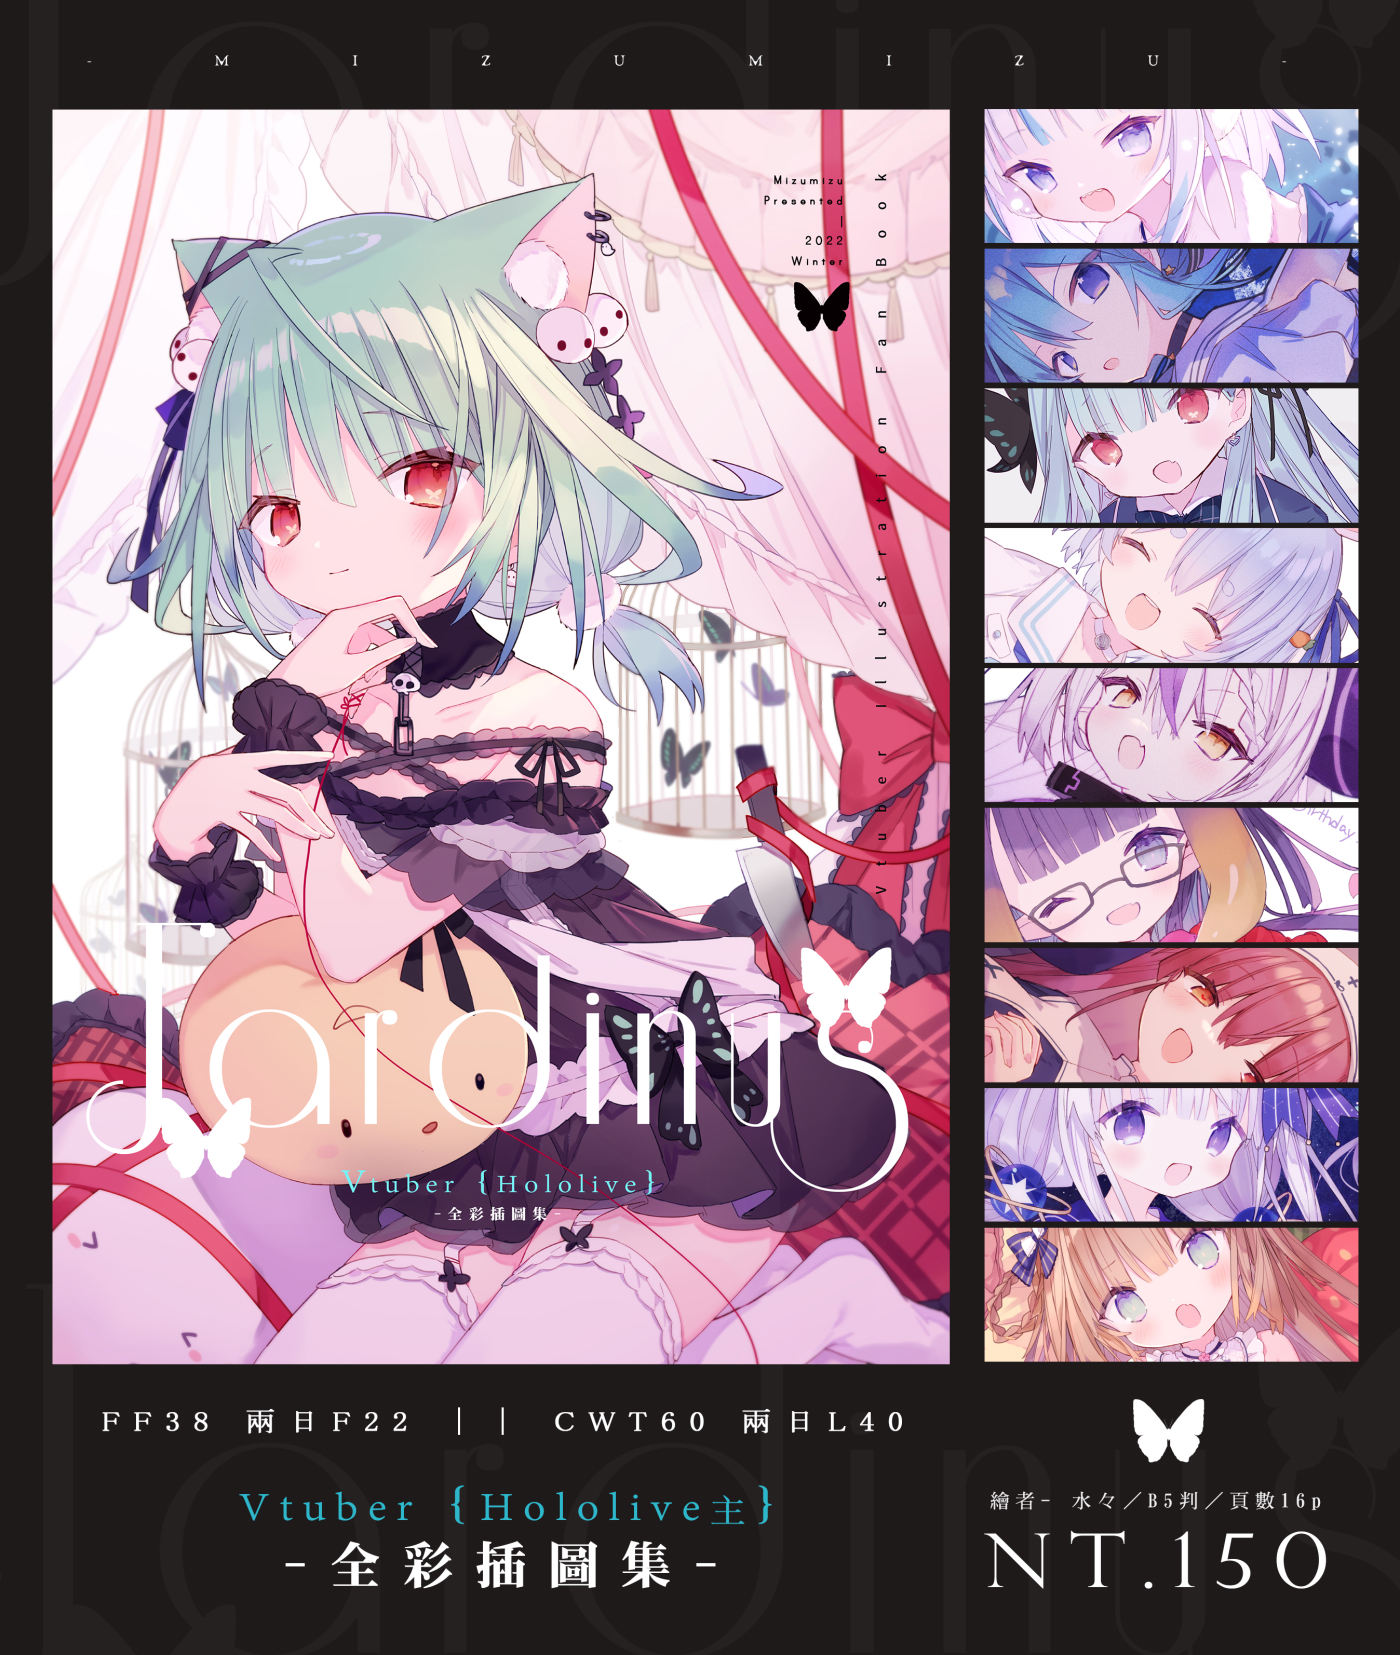 - MIZUMIZU -
Mizumizu
Presented
|
2022
Winter
Vtuber Illustration Fan Book
Jardinus
Vtuber {Hololive}
-全彩插圖集-
Birthday
FF38 兩日F22 || CWT60 兩日L40
Vtuber {Hololive主}
-全彩插圖集-
繪者- 水々／B5判／頁數16p
NT.150